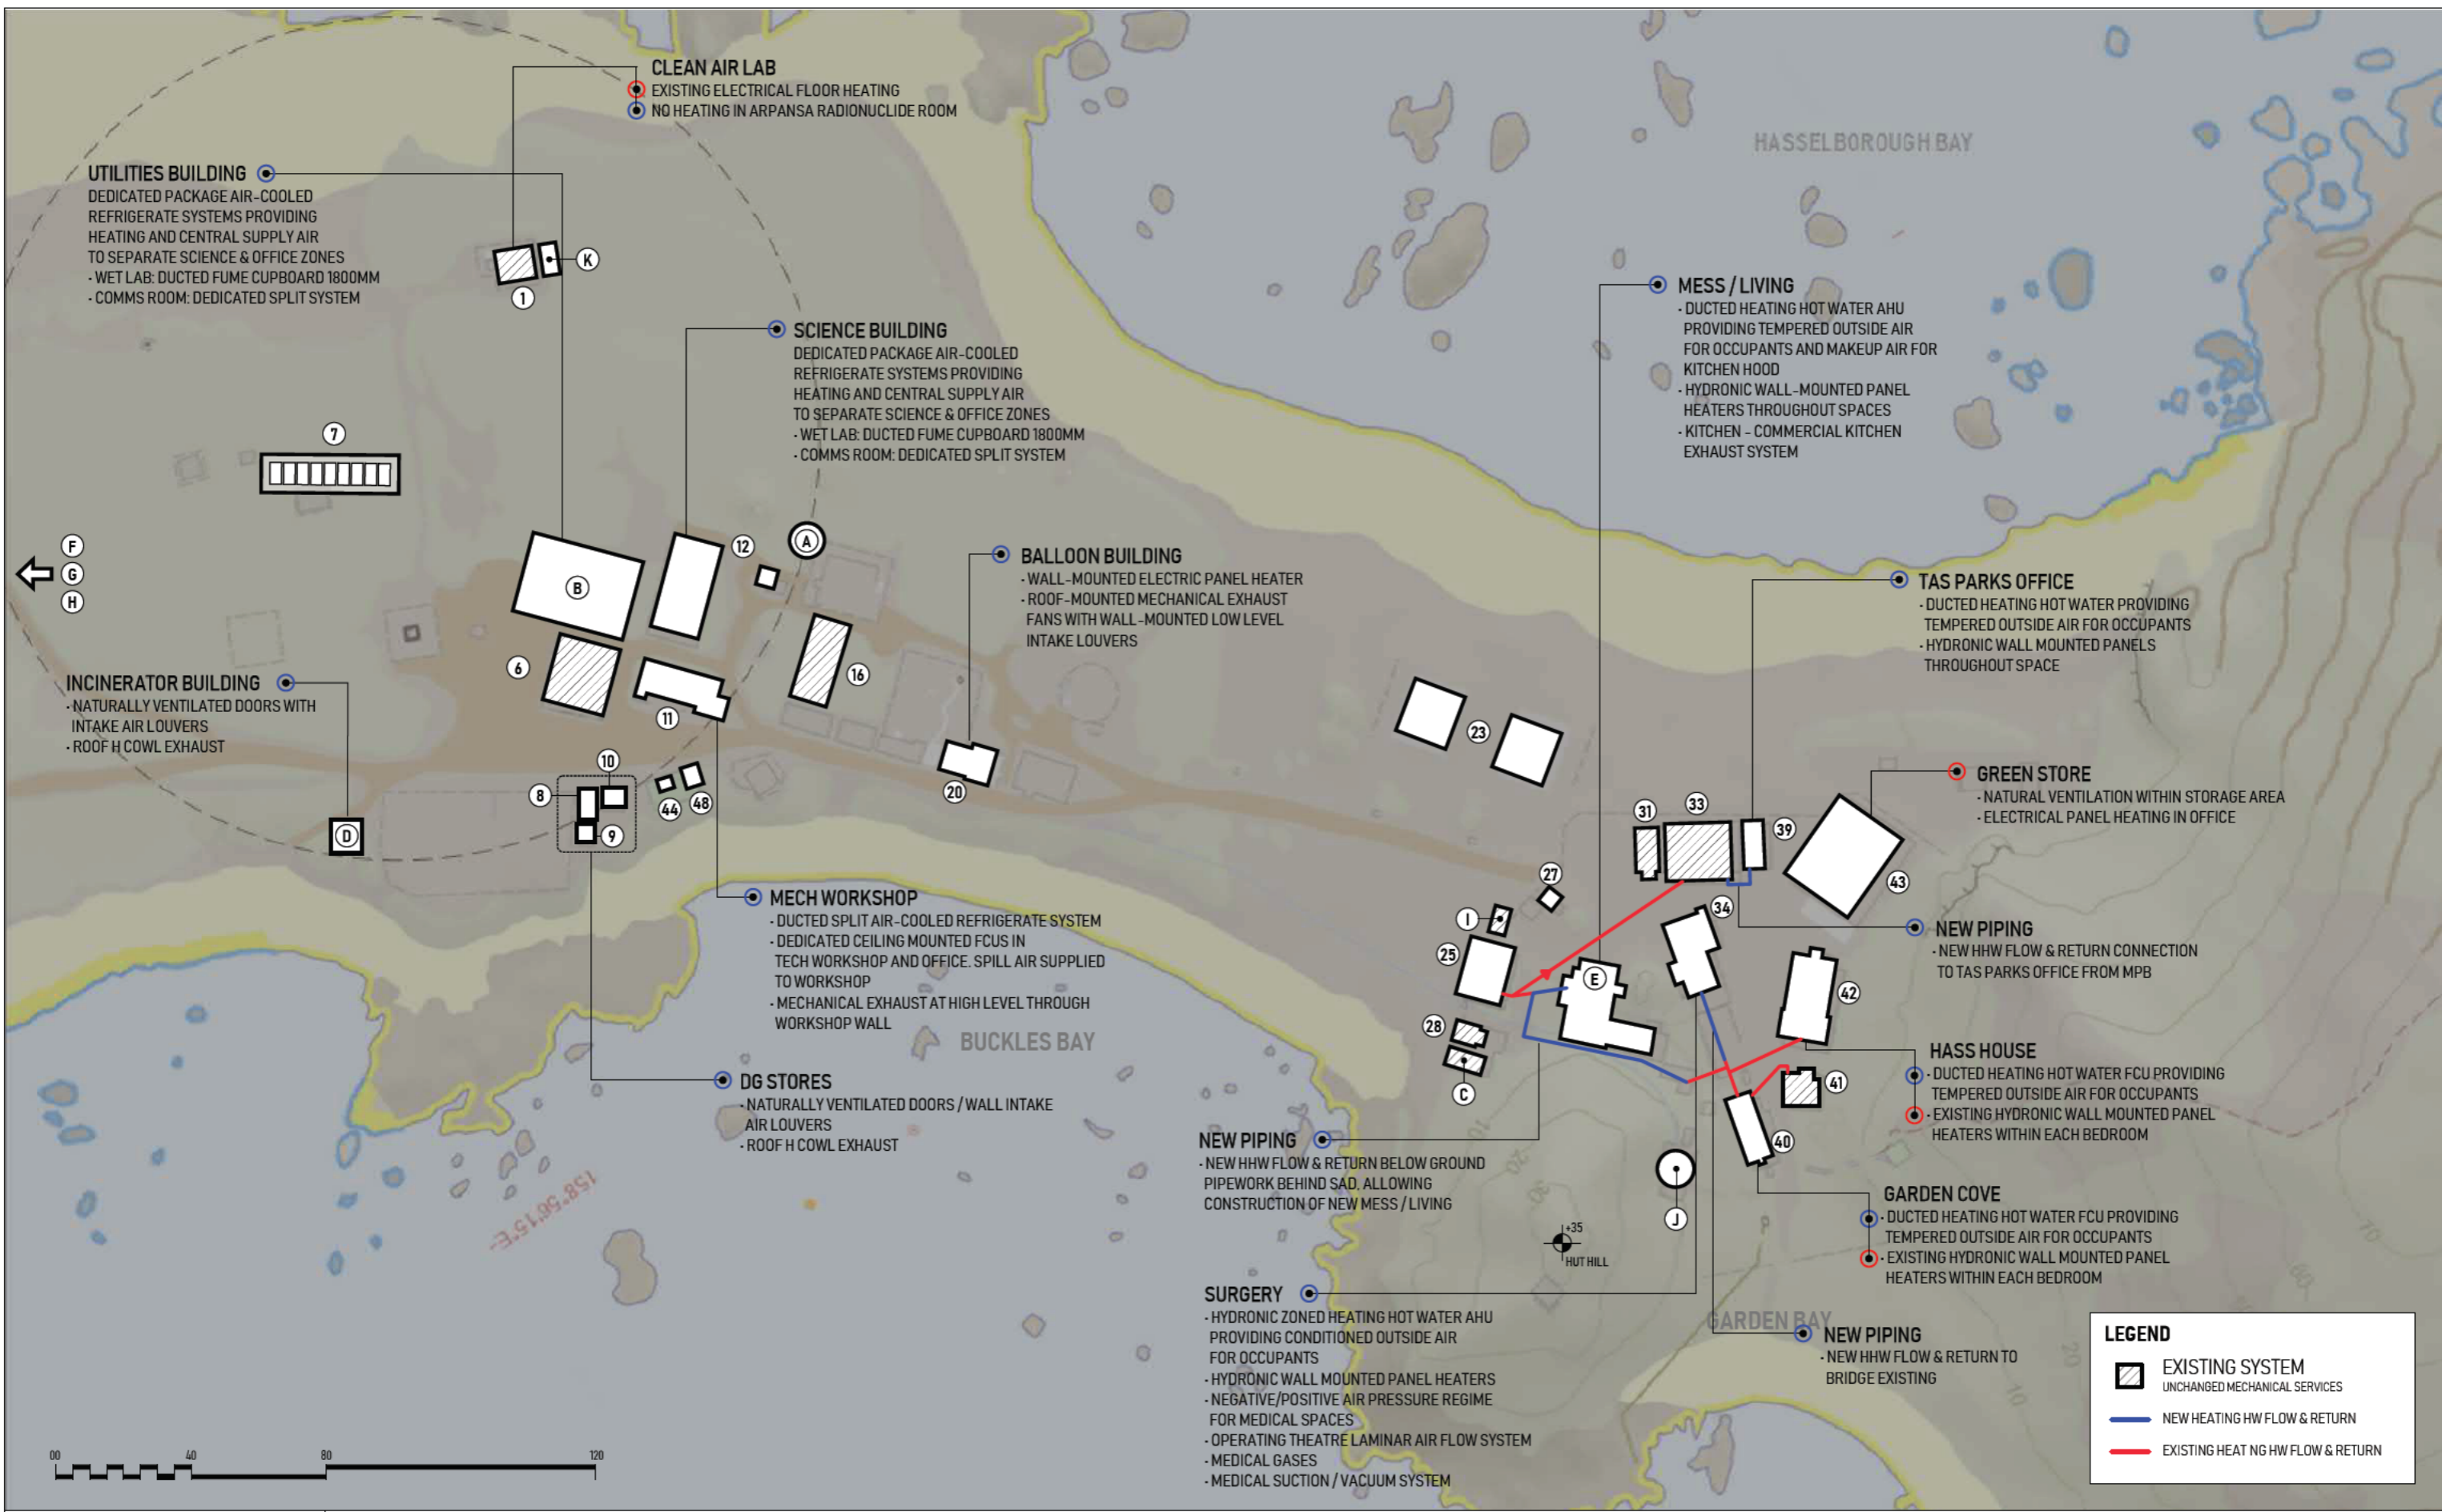 CLEAN AIR LAB
EXISTING ELECTRICAL FLOOR HEATING
NO HEATING IN ARPANSA RADIONUCLIDE ROOM
HASSELBOROUGH BAY
UTILITIES BUILDING
DEDICATED PACKAGE AIR-COOLED
REFRIGERATE SYSTEMS PROVIDING
HEATING AND CENTRAL SUPPLY AIR
TO SEPARATE SCIENCE & OFFICE ZONES
- WET LAB: DUCTED FUME CUPBOARD 1800MM
- COMMS ROOM: DEDICATED SPLIT SYSTEM
K
1
SCIENCE BUILDING
DEDICATED PACKAGE AIR-COOLED
REFRIGERATE SYSTEMS PROVIDING
HEATING AND CENTRAL SUPPLY AIR
TO SEPARATE SCIENCE & OFFICE ZONES
- WET LAB: DUCTED FUME CUPBOARD 1800MM
- COMMS ROOM: DEDICATED SPLIT SYSTEM
MESS / LIVING
- DUCTED HEATING HOT WATER AHU
PROVIDING TEMPERED OUTSIDE AIR
FOR OCCUPANTS AND MAKEUP AIR FOR
KITCHEN HOOD
- HYDRONIC WALL-MOUNTED PANEL
HEATERS THROUGHOUT SPACES
- KITCHEN - COMMERCIAL KITCHEN
EXHAUST SYSTEM
7
F
G
H
B
12
A
6
11
16
BALLOON BUILDING
- WALL-MOUNTED ELECTRIC PANEL HEATER
- ROOF-MOUNTED MECHANICAL EXHAUST
FANS WITH WALL-MOUNTED LOW LEVEL
INTAKE LOUVERS
TAS PARKS OFFICE
- DUCTED HEATING HOT WATER PROVIDING
TEMPERED OUTSIDE AIR FOR OCCUPANTS
- HYDRONIC WALL MOUNTED PANELS
THROUGHOUT SPACE
INCINERATOR BUILDING
- NATURALLY VENTILATED DOORS WITH
INTAKE AIR LOUVERS
- ROOF H COWL EXHAUST
D
8
10
9
44
48
20
23
31
33
39
43
GREEN STORE
- NATURAL VENTILATION WITHIN STORAGE AREA
- ELECTRICAL PANEL HEATING IN OFFICE
MECH WORKSHOP
- DUCTED SPLIT AIR-COOLED REFRIGERATE SYSTEM
- DEDICATED CEILING MOUNTED FCUS IN
TECH WORKSHOP AND OFFICE. SPILL AIR SUPPLIED
TO WORKSHOP
- MECHANICAL EXHAUST AT HIGH LEVEL THROUGH
WORKSHOP WALL
BUCKLES BAY
27
I
25
34
E
28
C
42
NEW PIPING
- NEW HHW FLOW & RETURN CONNECTION
TO TAS PARKS OFFICE FROM MPB
DG STORES
- NATURALLY VENTILATED DOORS / WALL INTAKE
AIR LOUVERS
- ROOF H COWL EXHAUST
HASS HOUSE
- DUCTED HEATING HOT WATER FCU PROVIDING
TEMPERED OUTSIDE AIR FOR OCCUPANTS
- EXISTING HYDRONIC WALL MOUNTED PANEL
HEATERS WITHIN EACH BEDROOM
41
40
J
NEW PIPING
- NEW HHW FLOW & RETURN BELOW GROUND
PIPEWORK BEHIND SAD, ALLOWING
CONSTRUCTION OF NEW MESS / LIVING
10
20
30
158°56'15"E
+35
HUT HILL
GARDEN COVE
- DUCTED HEATING HOT WATER FCU PROVIDING
TEMPERED OUTSIDE AIR FOR OCCUPANTS
- EXISTING HYDRONIC WALL MOUNTED PANEL
HEATERS WITHIN EACH BEDROOM
SURGERY
- HYDRONIC ZONED HEATING HOT WATER AHU
PROVIDING CONDITIONED OUTSIDE AIR
FOR OCCUPANTS
- HYDRONIC WALL MOUNTED PANEL HEATERS
- NEGATIVE/POSITIVE AIR PRESSURE REGIME
FOR MEDICAL SPACES
- OPERATING THEATRE LAMINAR AIR FLOW SYSTEM
- MEDICAL GASES
- MEDICAL SUCTION / VACUUM SYSTEM
GARDEN BAY
NEW PIPING
- NEW HHW FLOW & RETURN TO
BRIDGE EXISTING
10
20
10
60
LEGEND
EXISTING SYSTEM
UNCHANGED MECHANICAL SERVICES
NEW HEATING HW FLOW & RETURN
EXISTING HEAT NG HW FLOW & RETURN
00 40 80 120